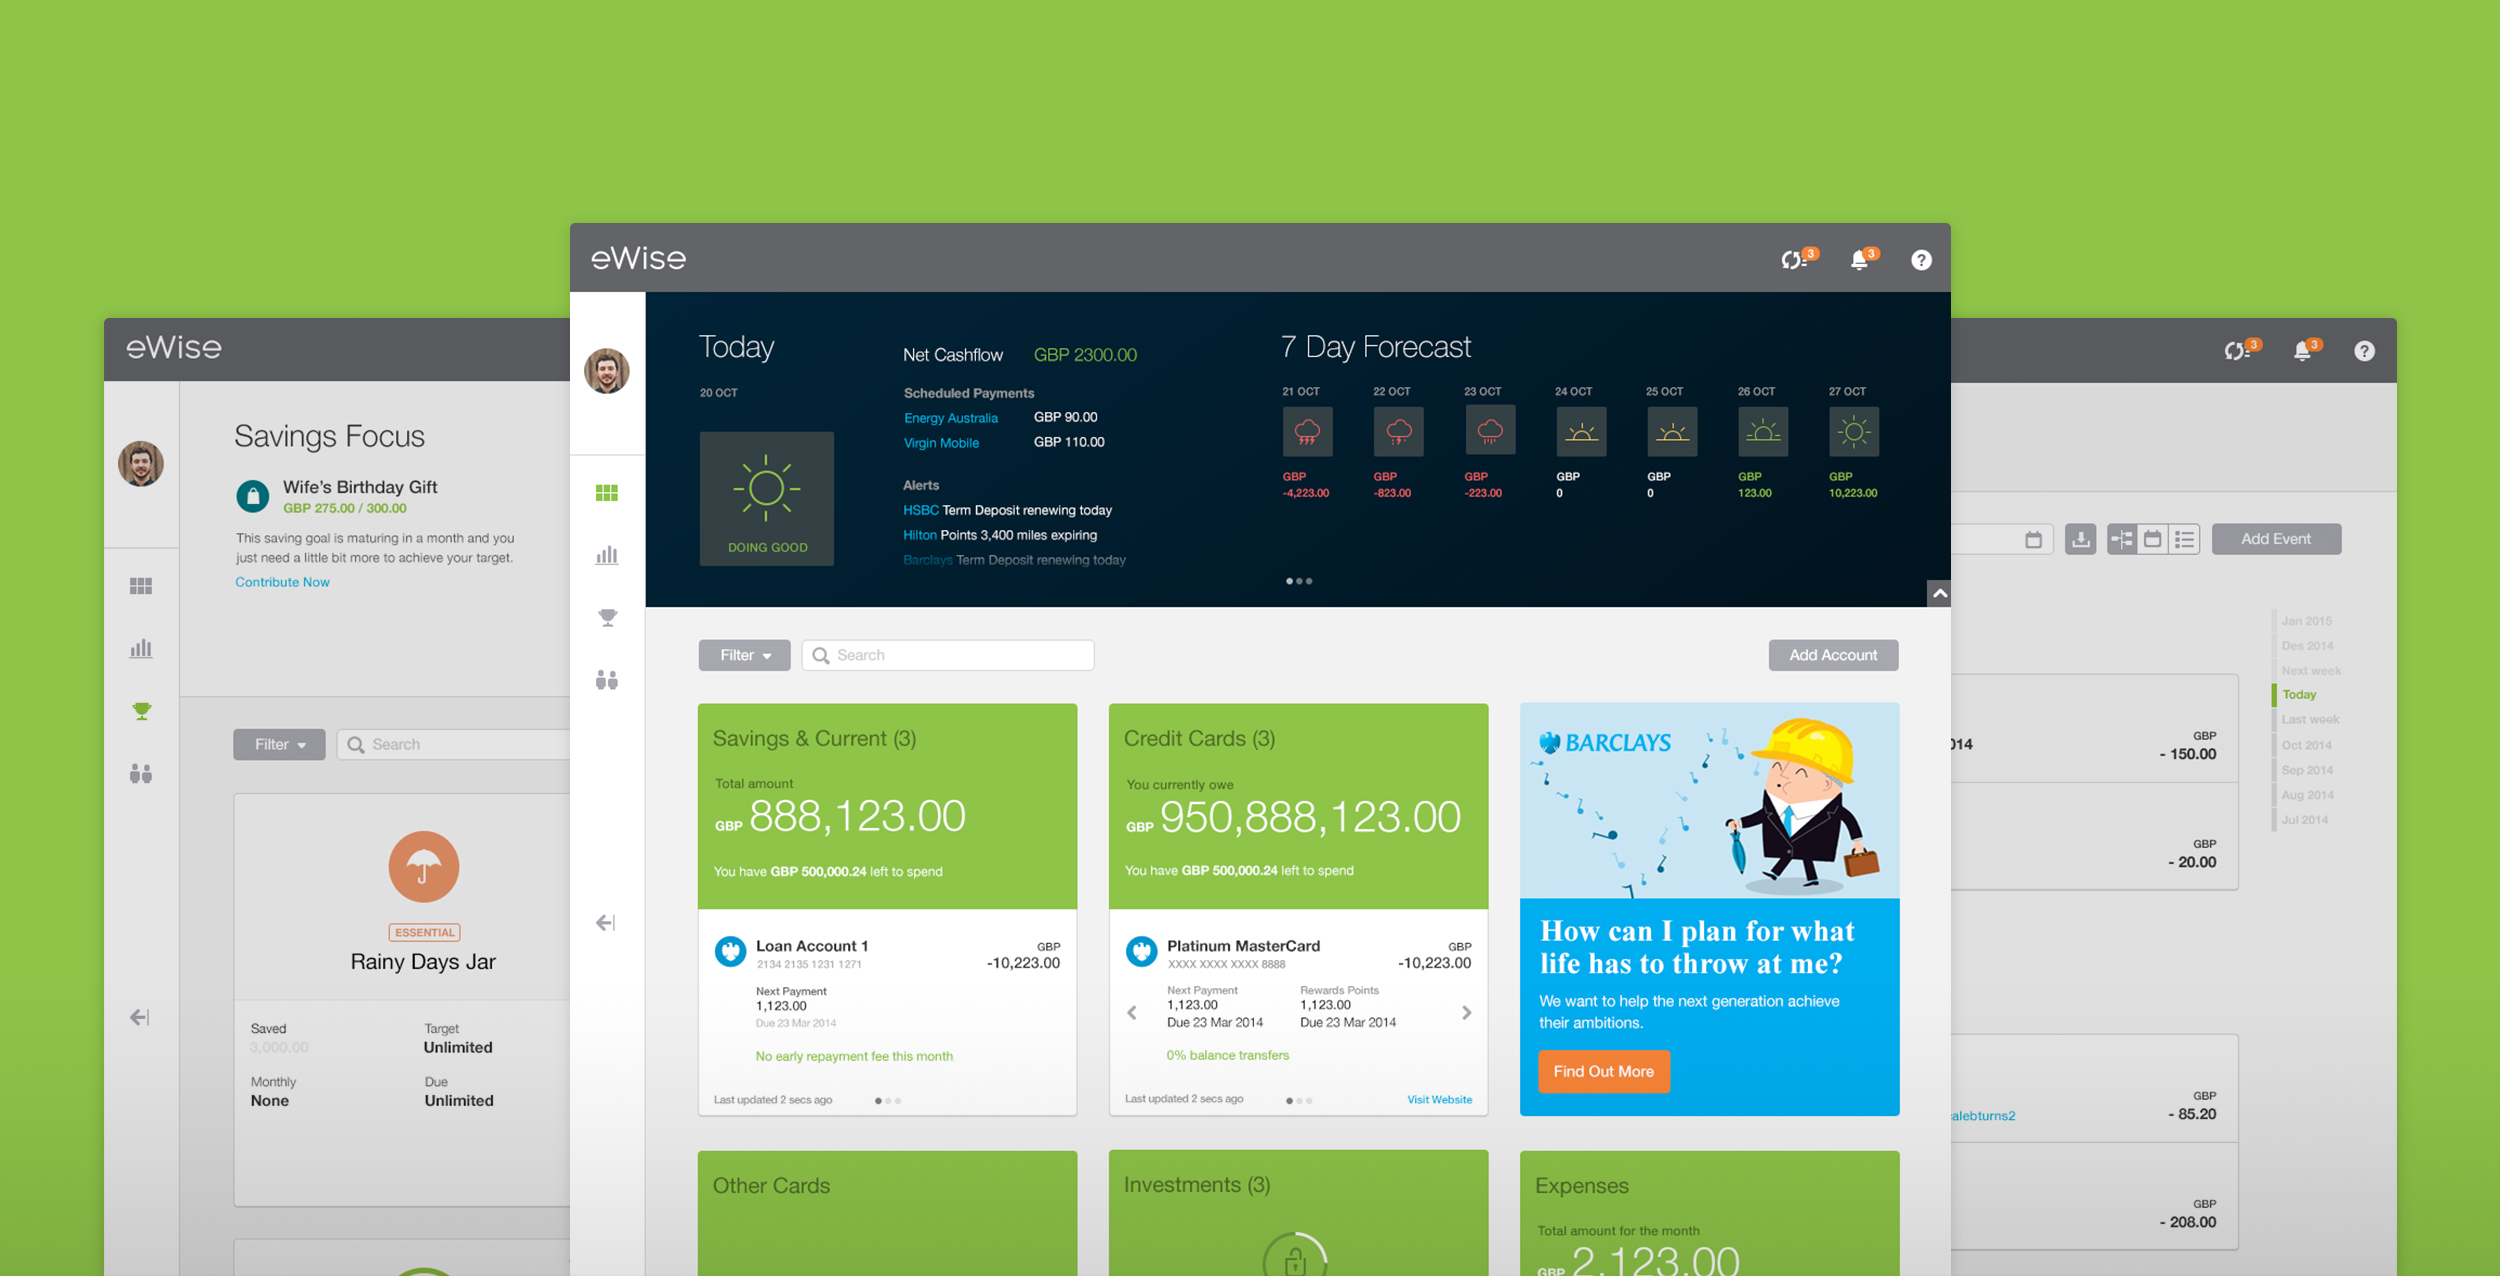 eWise
3
3
?
Today
20 OCT
DOING GOOD
Net Cashflow GBP 2300.00
Scheduled Payments
Energy Australia GBP 90.00
Virgin Mobile GBP 110.00
Alerts
HSBC Term Deposit renewing today
Hilton Points 3,400 miles expiring
Barclays Term Deposit renewing today
7 Day Forecast
21 OCT 22 OCT 23 OCT 24 OCT 25 OCT 26 OCT 27 OCT
GBP GBP GBP GBP GBP GBP GBP
-4,223.00 -823.00 -223.00 0 0 123.00 10,223.00
Filter
Search
Add Account
Savings & Current (3)
Total amount
GBP 888,123.00
You have GBP 500,000.24 left to spend
Loan Account 1 GBP
2134 2135 1231 1271 -10,223.00
Next Payment
1,123.00
Due 23 Mar 2014
No early repayment fee this month
Last updated 2 secs ago
Credit Cards (3)
You currently owe
GBP 950,888,123.00
You have GBP 500,000.24 left to spend
Platinum MasterCard GBP
XXXX XXXX XXXX 8888 -10,223.00
Next Payment Rewards Points
1,123.00 1,123.00
Due 23 Mar 2014 Due 23 Mar 2014
0% balance transfers
Last updated 2 secs ago Visit Website
BARCLAYS
How can I plan for what
life has to throw at me?
We want to help the next generation achieve
their ambitions.
Find Out More
Other Cards
Investments (3)
Expenses
Total amount for the month
GBP 2,123.00
eWise
Savings Focus
Wife's Birthday Gift
GBP 275.00 / 300.00
This saving goal is maturing in a month and you
just need a little bit more to achieve your target.
Contribute Now
Filter
Search
ESSENTIAL
Rainy Days Jar
Saved Target
3,000.00 Unlimited
Monthly Due
None Unlimited
3
3
?
Add Event
Jan 2015
Des 2014
Next week
Today
Last week
Oct 2014
Sep 2014
Aug 2014
Jul 2014
014
GBP
- 150.00
GBP
- 20.00
GBP
alebturns2 - 85.20
GBP
- 208.00